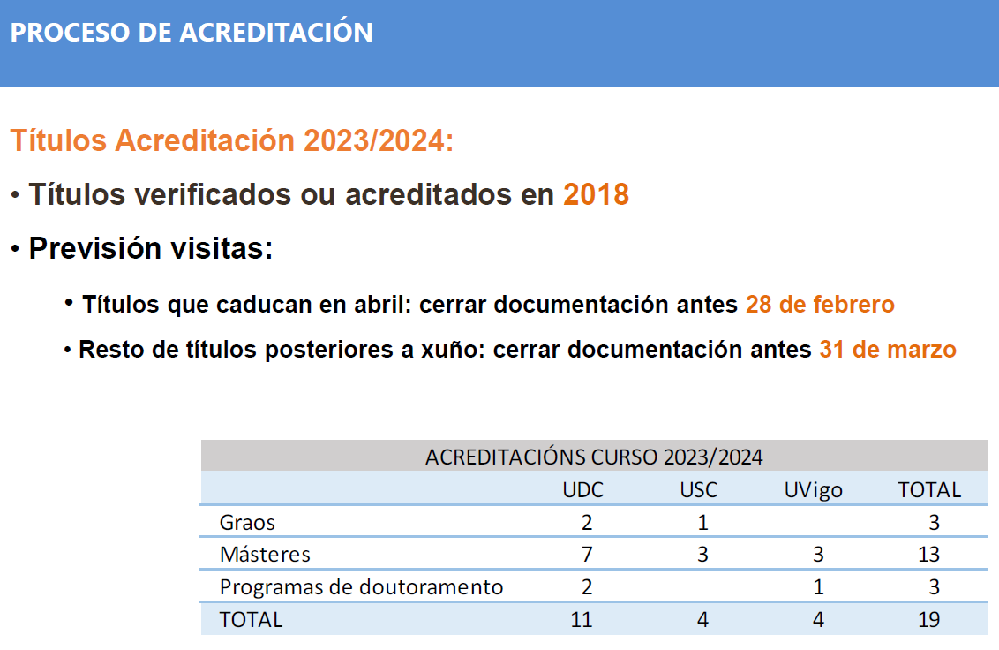 PROCESO DE ACREDITACIÓN
Títulos Acreditación 2023/2024:
• Títulos verificados ou acreditados en 2018
• Previsión visitas:
• Títulos que caducan en abril: cerrar documentación antes 28 de febrero
• Resto de títulos posteriores a xuño: cerrar documentación antes 31 de marzo
ACREDITACIÓNS CURSO 2023/2024
UDC USC UVigo TOTAL
Graos 2 1 3
Másteres 7 3 3 13
Programas de doutoramento 2 1 3
TOTAL 11 4 4 19